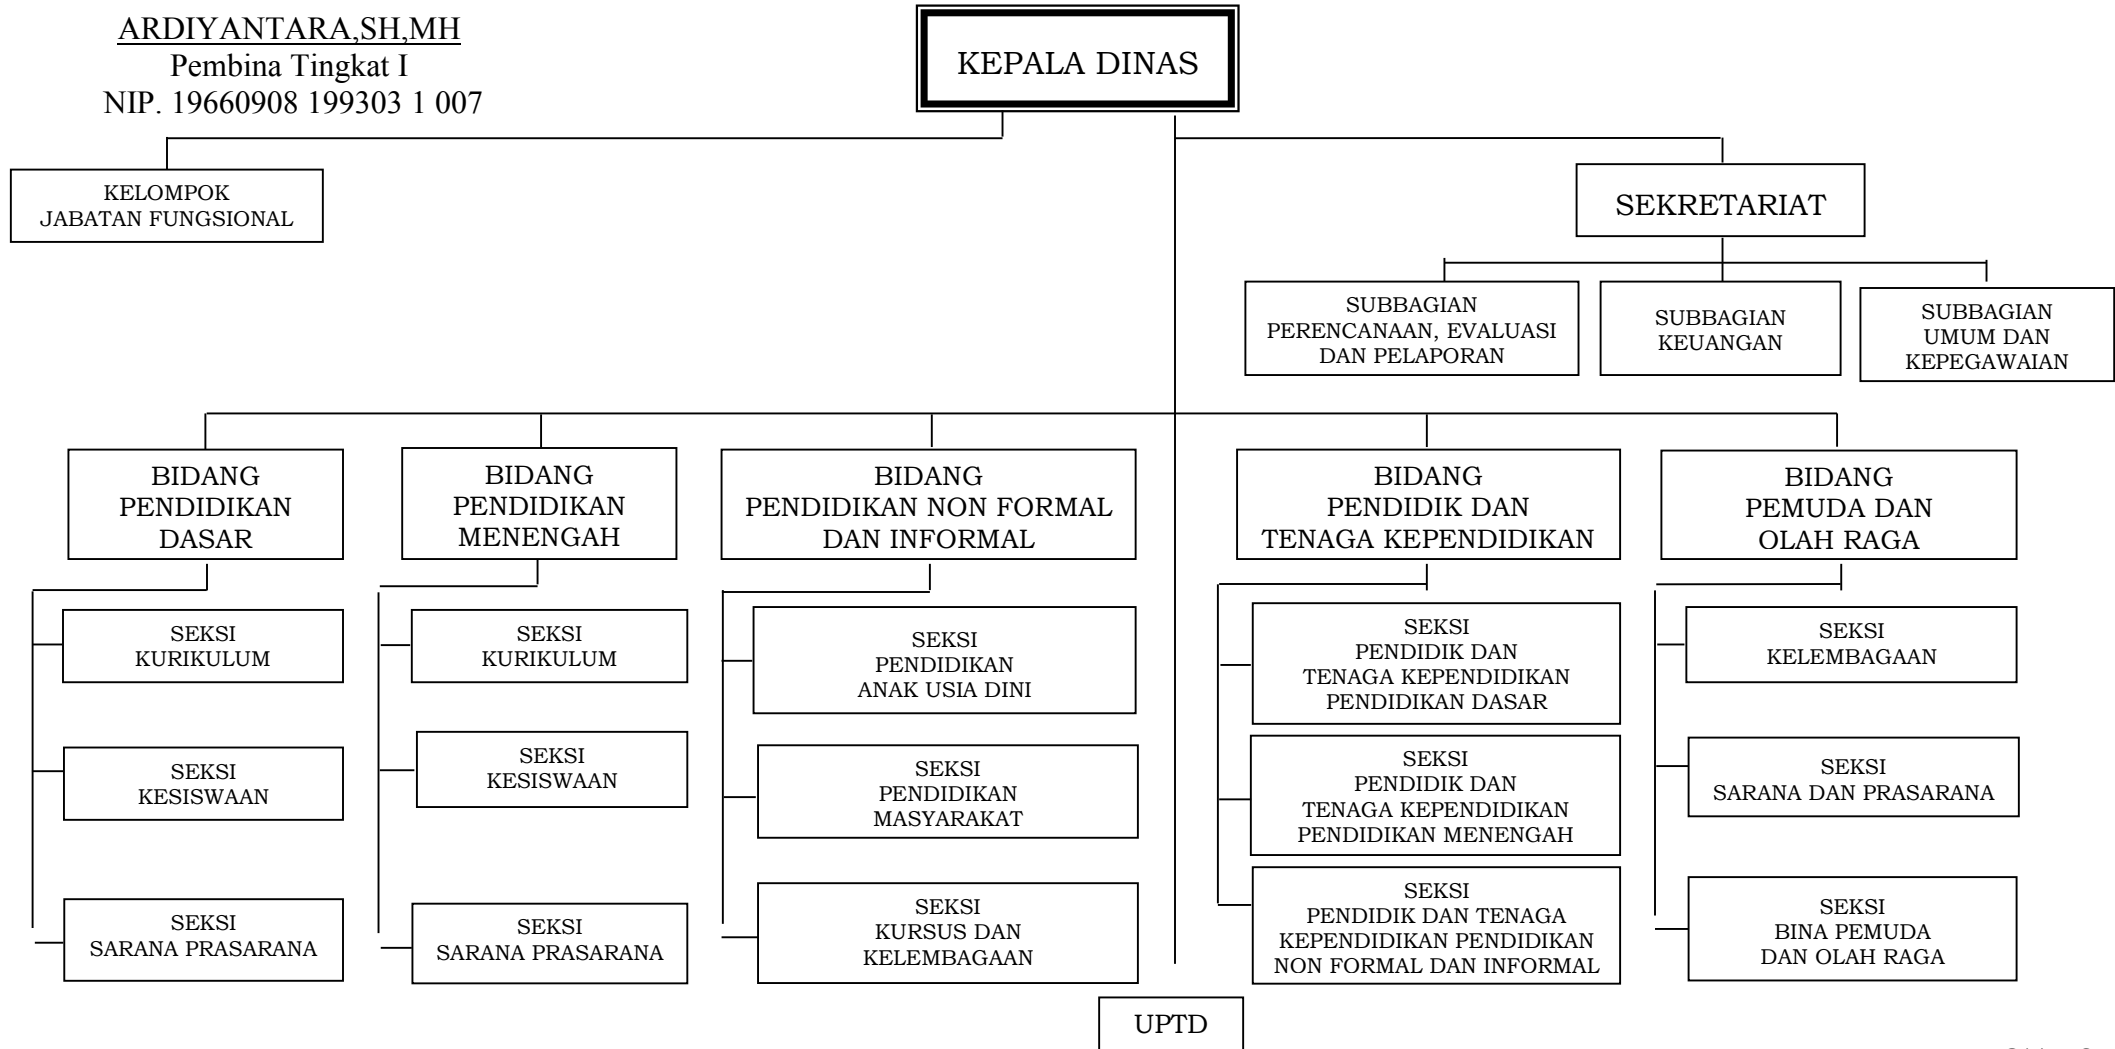 ARDIYANTARA,SH,MH
Pembina Tingkat I
NIP. 19660908 199303 1 007
KEPALA DINAS
KELOMPOK
JABATAN FUNGSIONAL
SEKRETARIAT
SUBBAGIAN
PERENCANAAN, EVALUASI
DAN PELAPORAN
SUBBAGIAN
KEUANGAN
SUBBAGIAN
UMUM DAN
KEPEGAWAIAN
BIDANG
PENDIDIKAN
DASAR
BIDANG
PENDIDIKAN
MENENGAH
BIDANG
PENDIDIKAN NON FORMAL
DAN INFORMAL
BIDANG
PENDIDIK DAN
TENAGA KEPENDIDIKAN
BIDANG
PEMUDA DAN
OLAH RAGA
SEKSI
KURIKULUM
SEKSI
KESISWAAN
SEKSI
SARANA PRASARANA
SEKSI
KURIKULUM
SEKSI
KESISWAAN
SEKSI
SARANA PRASARANA
SEKSI
PENDIDIKAN
ANAK USIA DINI
SEKSI
PENDIDIKAN
MASYARAKAT
SEKSI
KURSUS DAN
KELEMBAGAAN
SEKSI
PENDIDIK DAN
TENAGA KEPENDIDIKAN
PENDIDIKAN DASAR
SEKSI
PENDIDIK DAN
TENAGA KEPENDIDIKAN
PENDIDIKAN MENENGAH
SEKSI
PENDIDIK DAN TENAGA
KEPENDIDIKAN PENDIDIKAN
NON FORMAL DAN INFORMAL
SEKSI
KELEMBAGAAN
SEKSI
SARANA DAN PRASARANA
SEKSI
BINA PEMUDA
DAN OLAH RAGA
UPTD